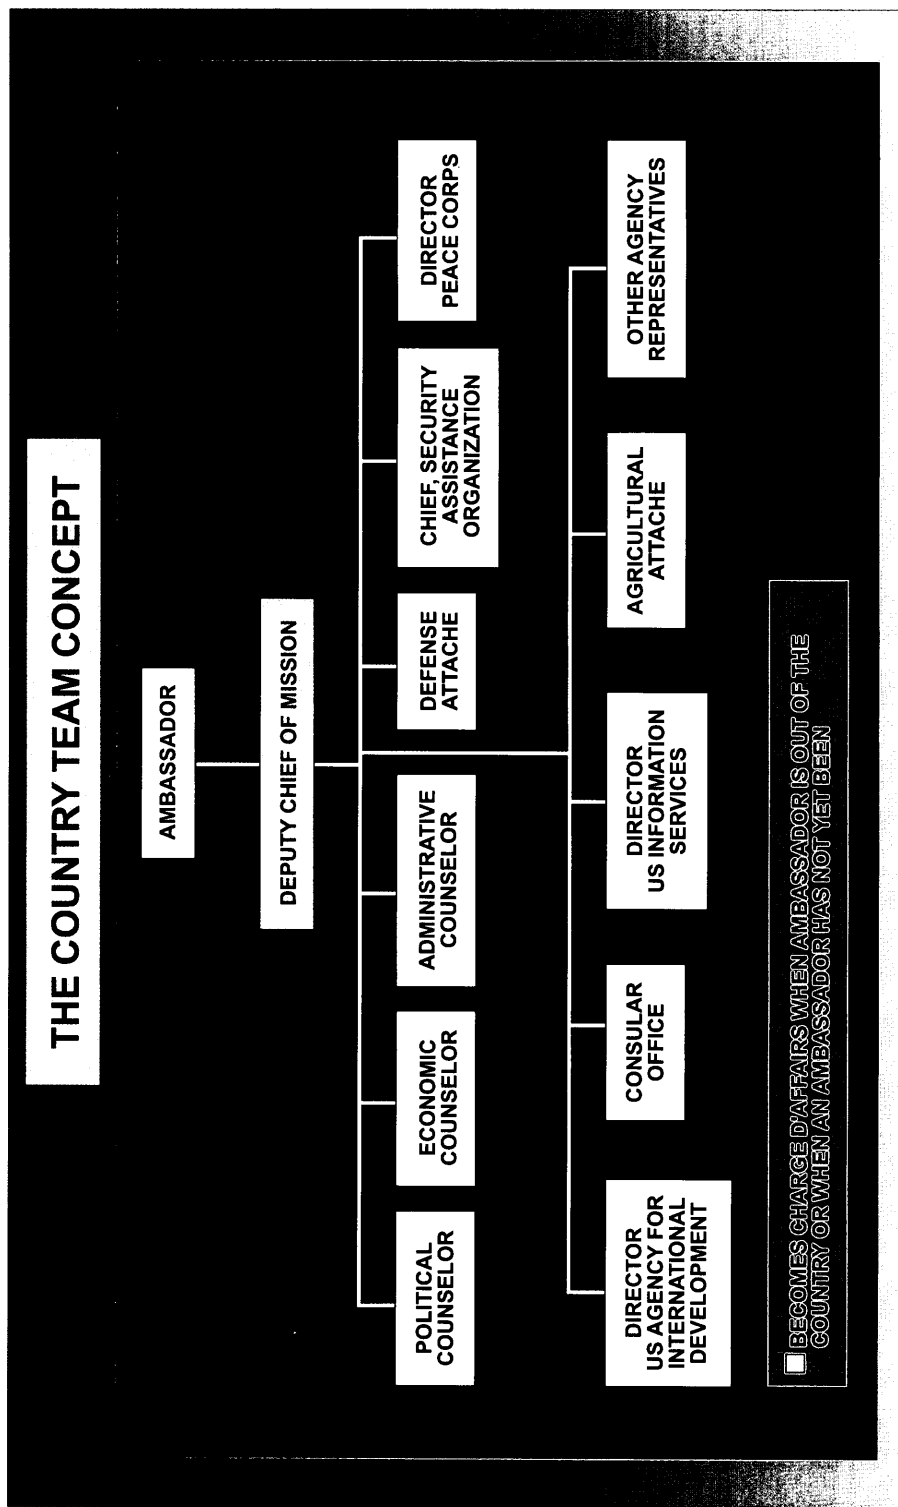 THE COUNTRY TEAM CONCEPT
AMBASSADOR
DEPUTY CHIEF OF MISSION
POLITICAL
COUNSELOR
ECONOMIC
COUNSELOR
ADMINISTRATIVE
COUNSELOR
DEFENSE
ATTACHE
CHIEF, SECURITY
ASSISTANCE
ORGANIZATION
DIRECTOR
PEACE CORPS
DIRECTOR
US AGENCY FOR
INTERNATIONAL
DEVELOPMENT
CONSULAR
OFFICE
DIRECTOR
US INFORMATION
SERVICES
AGRICULTURAL
ATTACHE
OTHER AGENCY
REPRESENTATIVES
BECOMES CHARGE D'AFFAIRS WHEN AMBASSADOR IS OUT OF THE
COUNTRY OR WHEN AN AMBASSADOR HAS NOT YET BEEN